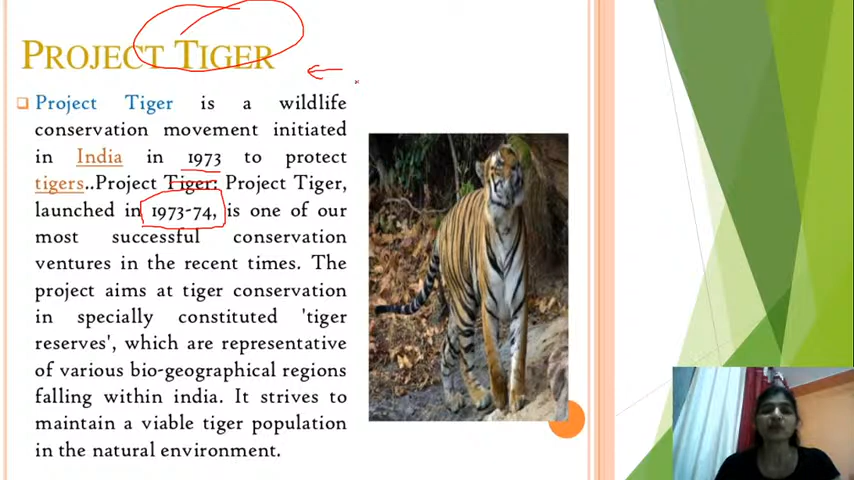 PROJECT TIGER
Project Tiger is a wildlife
conservation movement initiated
in India in 1973 to protect
tigers..Project Tiger: Project Tiger,
launched in 1973-74, is one of our
most successful conservation
ventures in the recent times. The
project aims at tiger conservation
in specially constituted 'tiger
reserves', which are representative
of various bio-geographical regions
falling within india. It strives to
maintain a viable tiger population
in the natural environment.